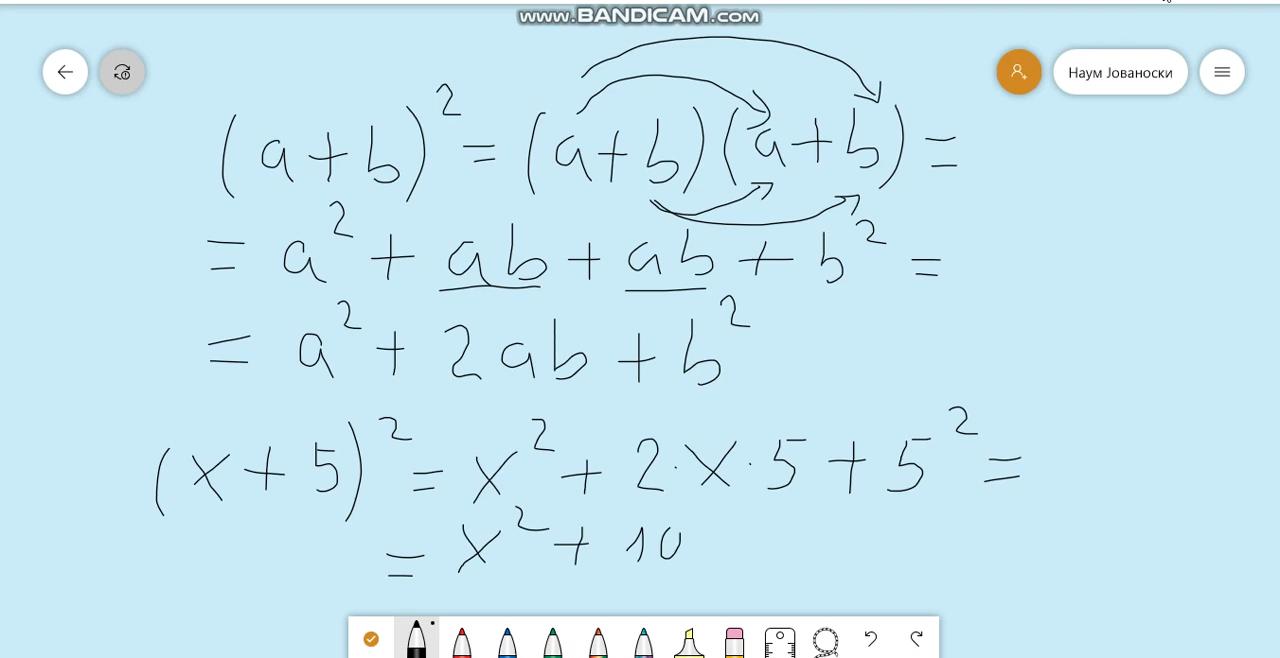 www.BANDICAM.com
Наум Јованоски
(a+b)² = (a+b)(a+b) =
= a² + ab + ab + b² =
= a² + 2ab + b²
(x+5)² = x² + 2·x·5 + 5² =
= x² + 10